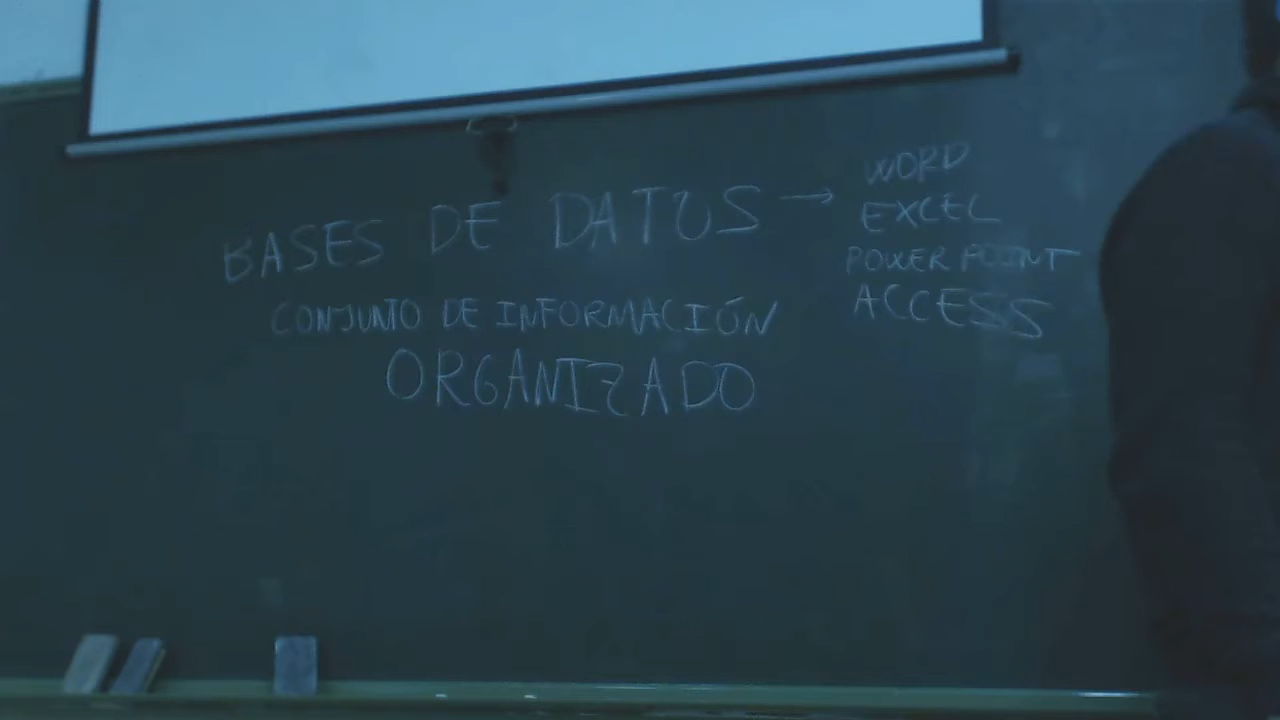 BASES DE DATOS →
CONJUNTO DE INFORMACIÓN
ORGANIZADO
WORD
EXCEL
POWER POINT
ACCESS